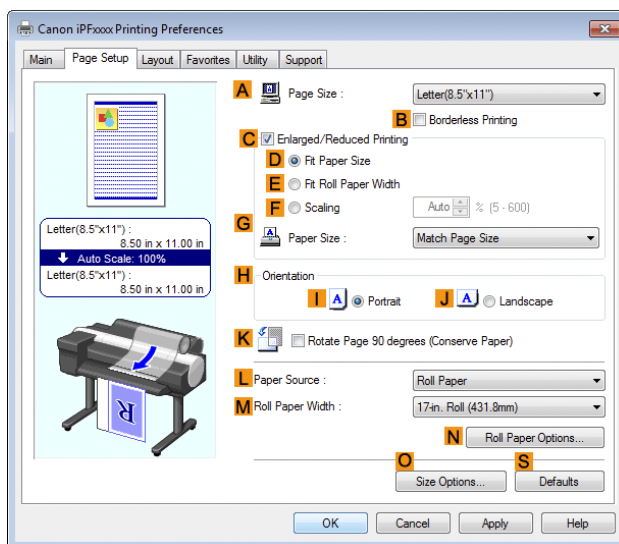 Canon iPFxxxx Printing Preferences
Main Page Setup Layout Favorites Utility Support
A Page Size : Letter(8.5"x11")
B Borderless Printing
C Enlarged/Reduced Printing
D Fit Paper Size
E Fit Roll Paper Width
F Scaling Auto % (5 - 600)
G Paper Size : Match Page Size
Letter(8.5"x11") :
8.50 in x 11.00 in
Auto Scale: 100%
Letter(8.5"x11") :
8.50 in x 11.00 in
H Orientation
I A Portrait J A Landscape
K Rotate Page 90 degrees (Conserve Paper)
L Paper Source : Roll Paper
M Roll Paper Width : 17-in. Roll (431.8mm)
R
N Roll Paper Options...
O S
Size Options... Defaults
OK Cancel Apply Help